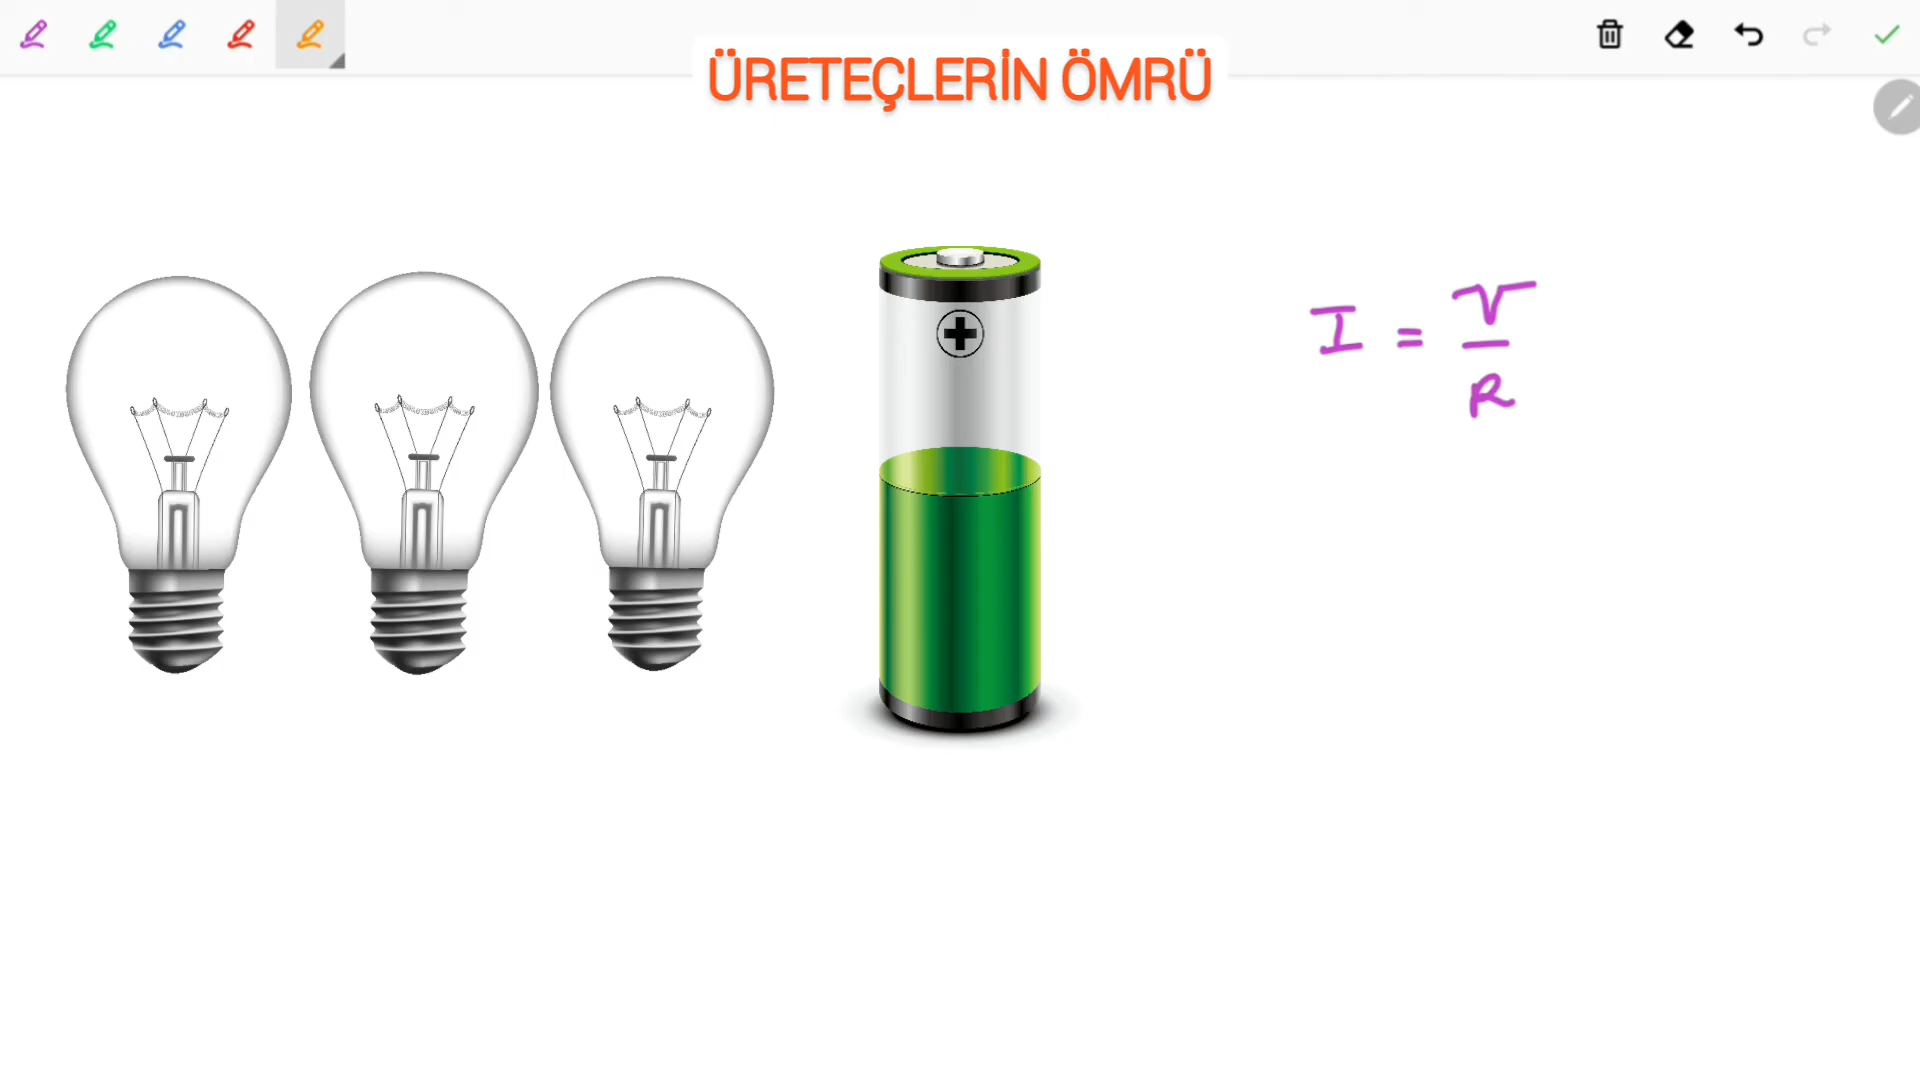 ÜRETEÇLERİN ÖMRÜ
I = V/R